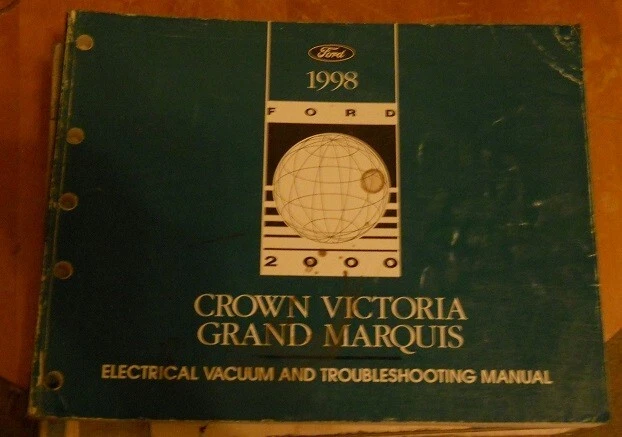 Ford
1998
FORD
2000
CROWN VICTORIA
GRAND MARQUIS
ELECTRICAL VACUUM AND TROUBLESHOOTING MANUAL